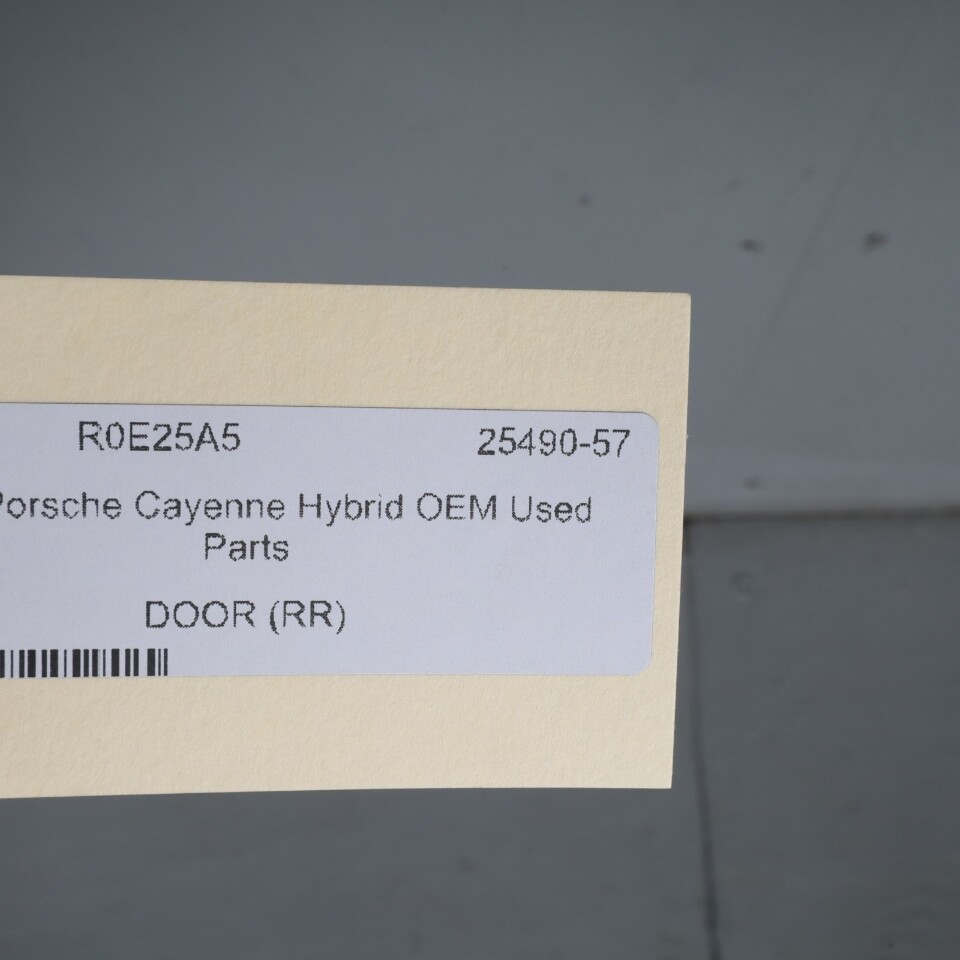 R0E25A5 25490-57
Porsche Cayenne Hybrid OEM Used
Parts
DOOR (RR)